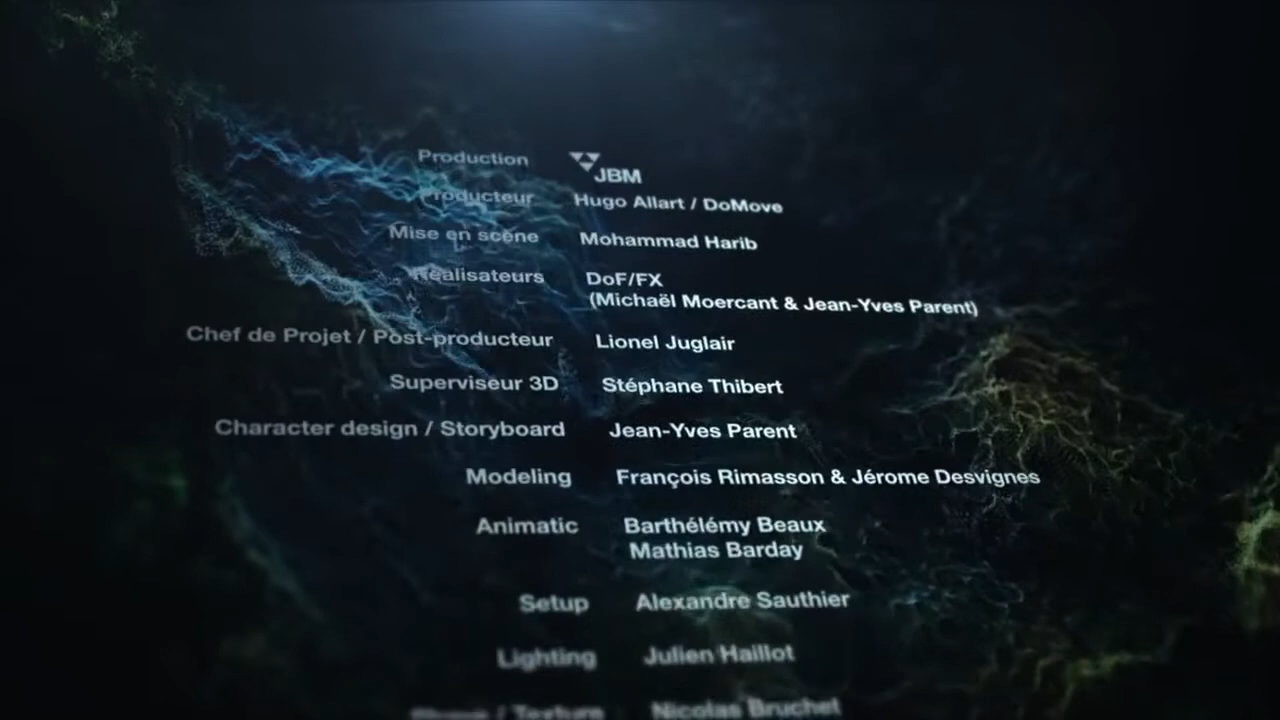 Production JBM
Producteur Hugo Allart / DoMove
Mise en scène Mohammad Harib
Réalisateurs DoF/FX
(Michaël Moercant & Jean-Yves Parent)
Chef de Projet / Post-producteur Lionel Juglair
Superviseur 3D Stéphane Thibert
Character design / Storyboard Jean-Yves Parent
Modeling François Rimasson & Jérome Desvignes
Animatic Barthélémy Beaux
Mathias Barday
Setup Alexandre Sauthier
Lighting Julien Haillot
/ Texture Nicolas Bruchet